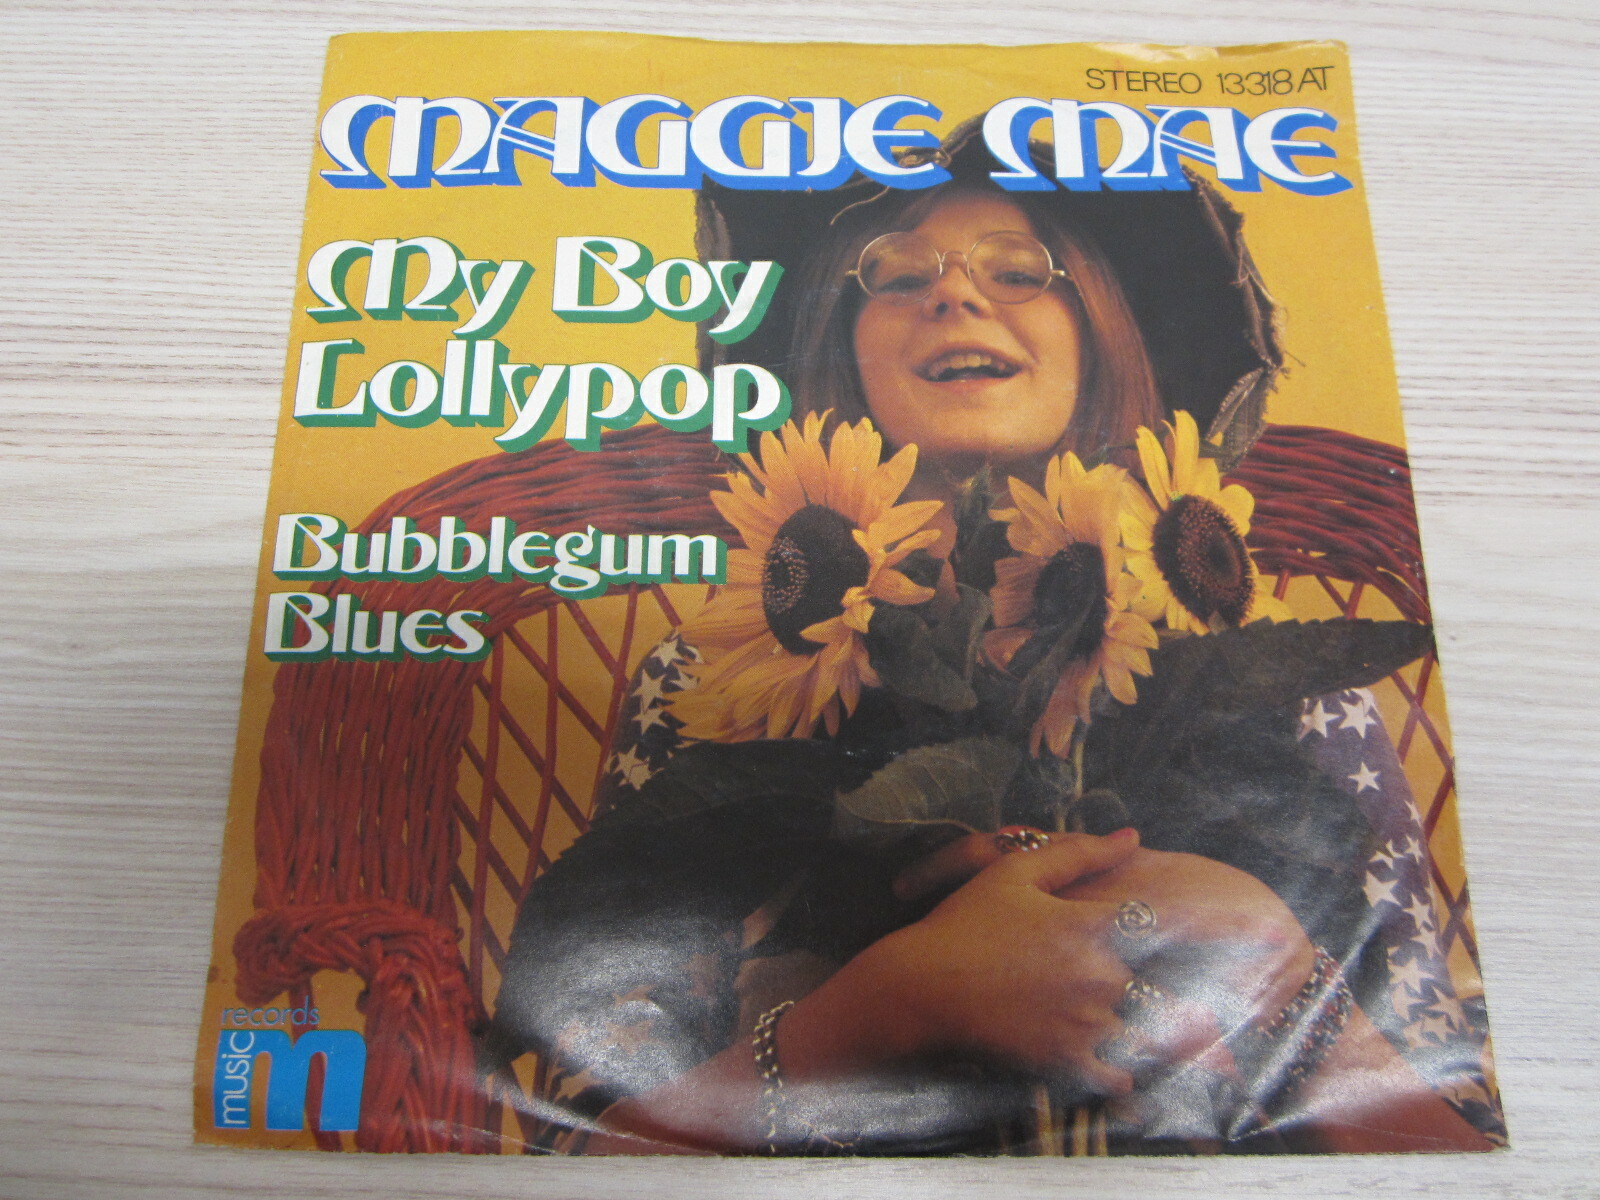 STEREO 13318 AT
MAGGIE MAE
My Boy
Lollypop
Bubblegum
Blues
records
music
m